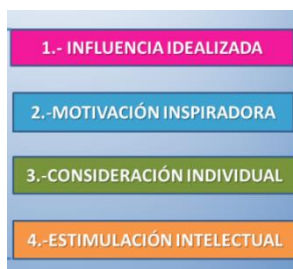 1.- INFLUENCIA IDEALIZADA
2.-MOTIVACIÓN INSPIRADORA
3.-CONSIDERACIÓN INDIVIDUAL
4.-ESTIMULACIÓN INTELECTUAL